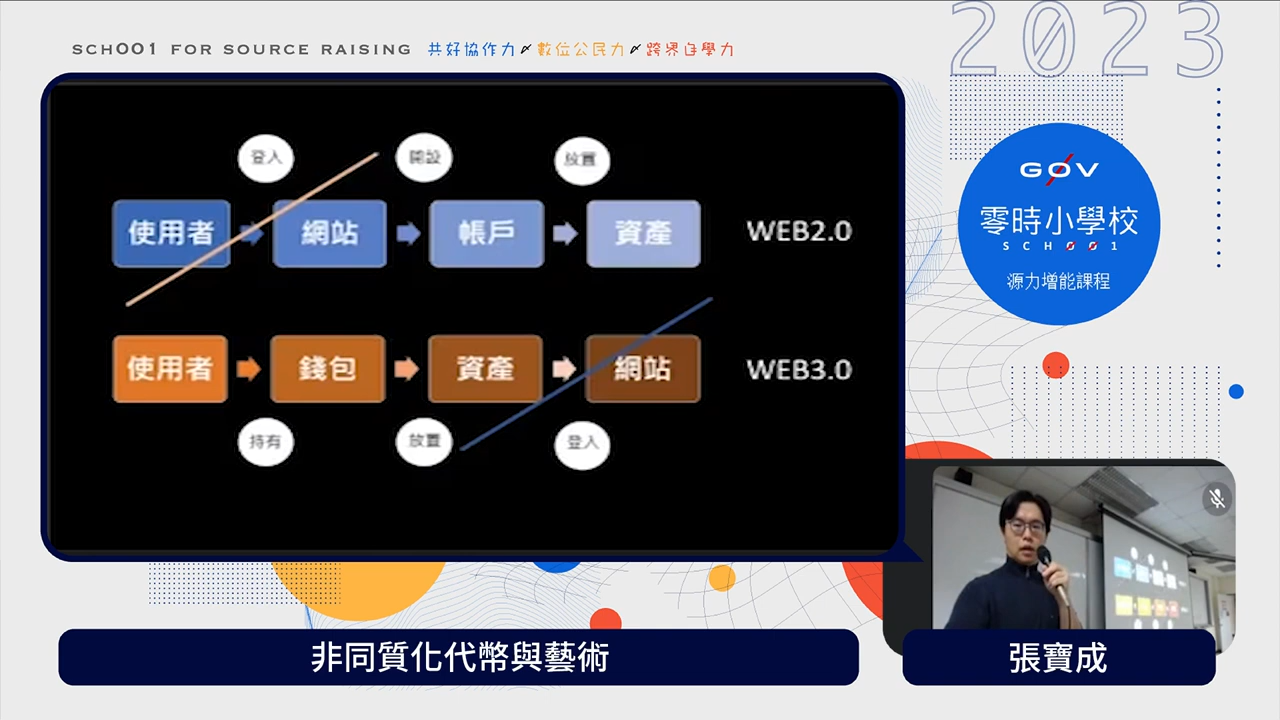 2023
SCHOO1 FOR SOURCE RAISING 共好協作力 數位公民力 跨界自學力
登入 開設 放置
使用者 網站 帳戶 資產 WEB2.0
使用者 錢包 資產 網站 WEB3.0
持有 放置 登入
G0V
零時小學校
SCH001
源力增能課程
非同質化代幣與藝術
張寶成